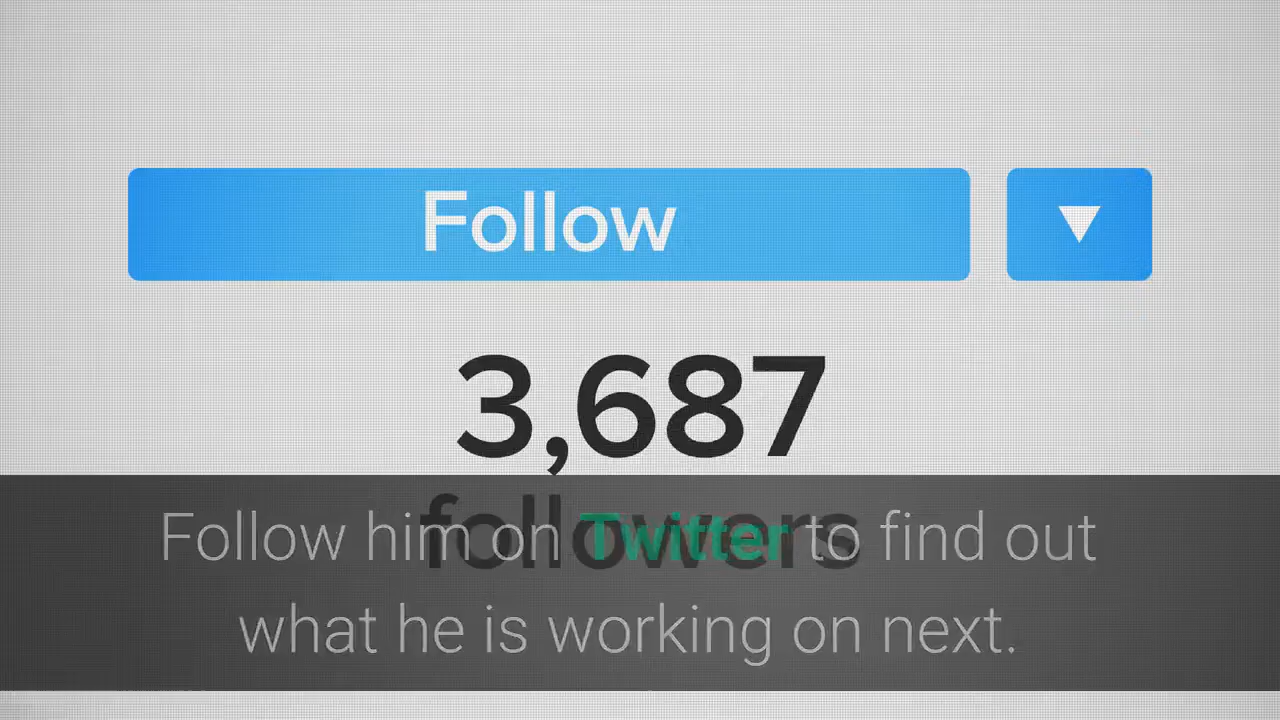 Follow
3,687
followers
Follow him on Twitter to find out
what he is working on next.